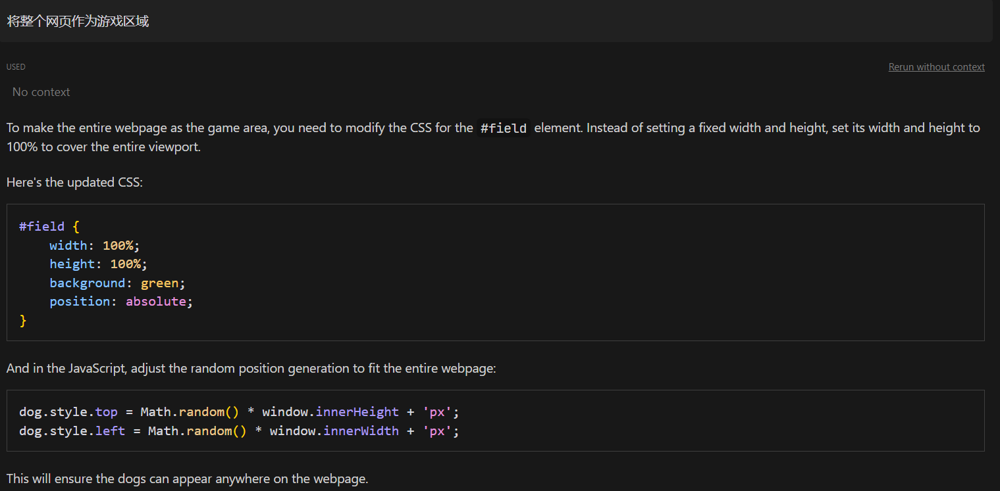 将整个网页作为游戏区域
USED
Rerun without context
No context
To make the entire webpage as the game area, you need to modify the CSS for the #field element. Instead of setting a fixed width and height, set its width and height to
100% to cover the entire viewport.
Here's the updated CSS:
#field {
    width: 100%;
    height: 100%;
    background: green;
    position: absolute;
}
And in the JavaScript, adjust the random position generation to fit the entire webpage:
dog.style.top = Math.random() * window.innerHeight + 'px';
dog.style.left = Math.random() * window.innerWidth + 'px';
This will ensure the dogs can appear anywhere on the webpage.